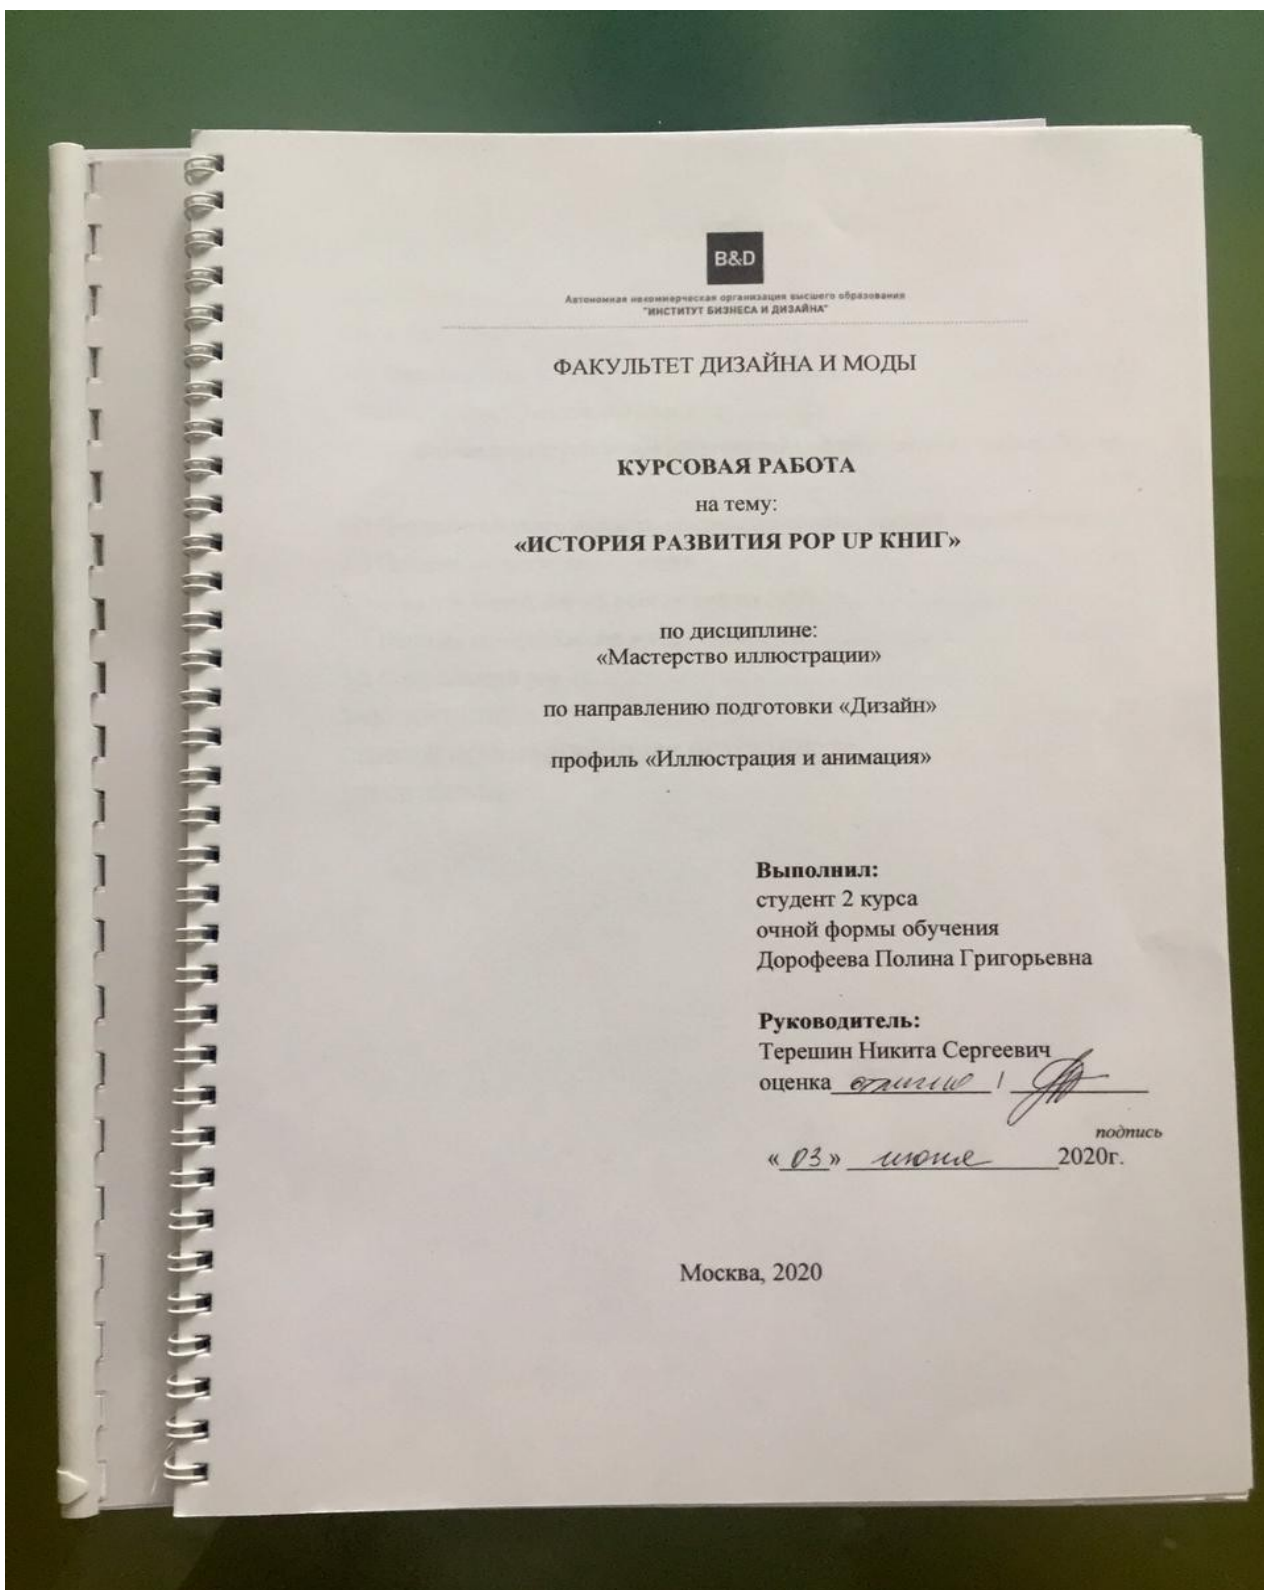 B&D
Автономная некоммерческая организация высшего образования
"ИНСТИТУТ БИЗНЕСА И ДИЗАЙНА"
ФАКУЛЬТЕТ ДИЗАЙНА И МОДЫ
КУРСОВАЯ РАБОТА
на тему:
«ИСТОРИЯ РАЗВИТИЯ POP UP КНИГ»
по дисциплине:
«Мастерство иллюстрации»
по направлению подготовки «Дизайн»
профиль «Иллюстрация и анимация»
Выполнил:
студент 2 курса
очной формы обучения
Дорофеева Полина Григорьевна
Руководитель:
Терешин Никита Сергеевич
оценка отлично /
подпись
«03» июня 2020г.
Москва, 2020